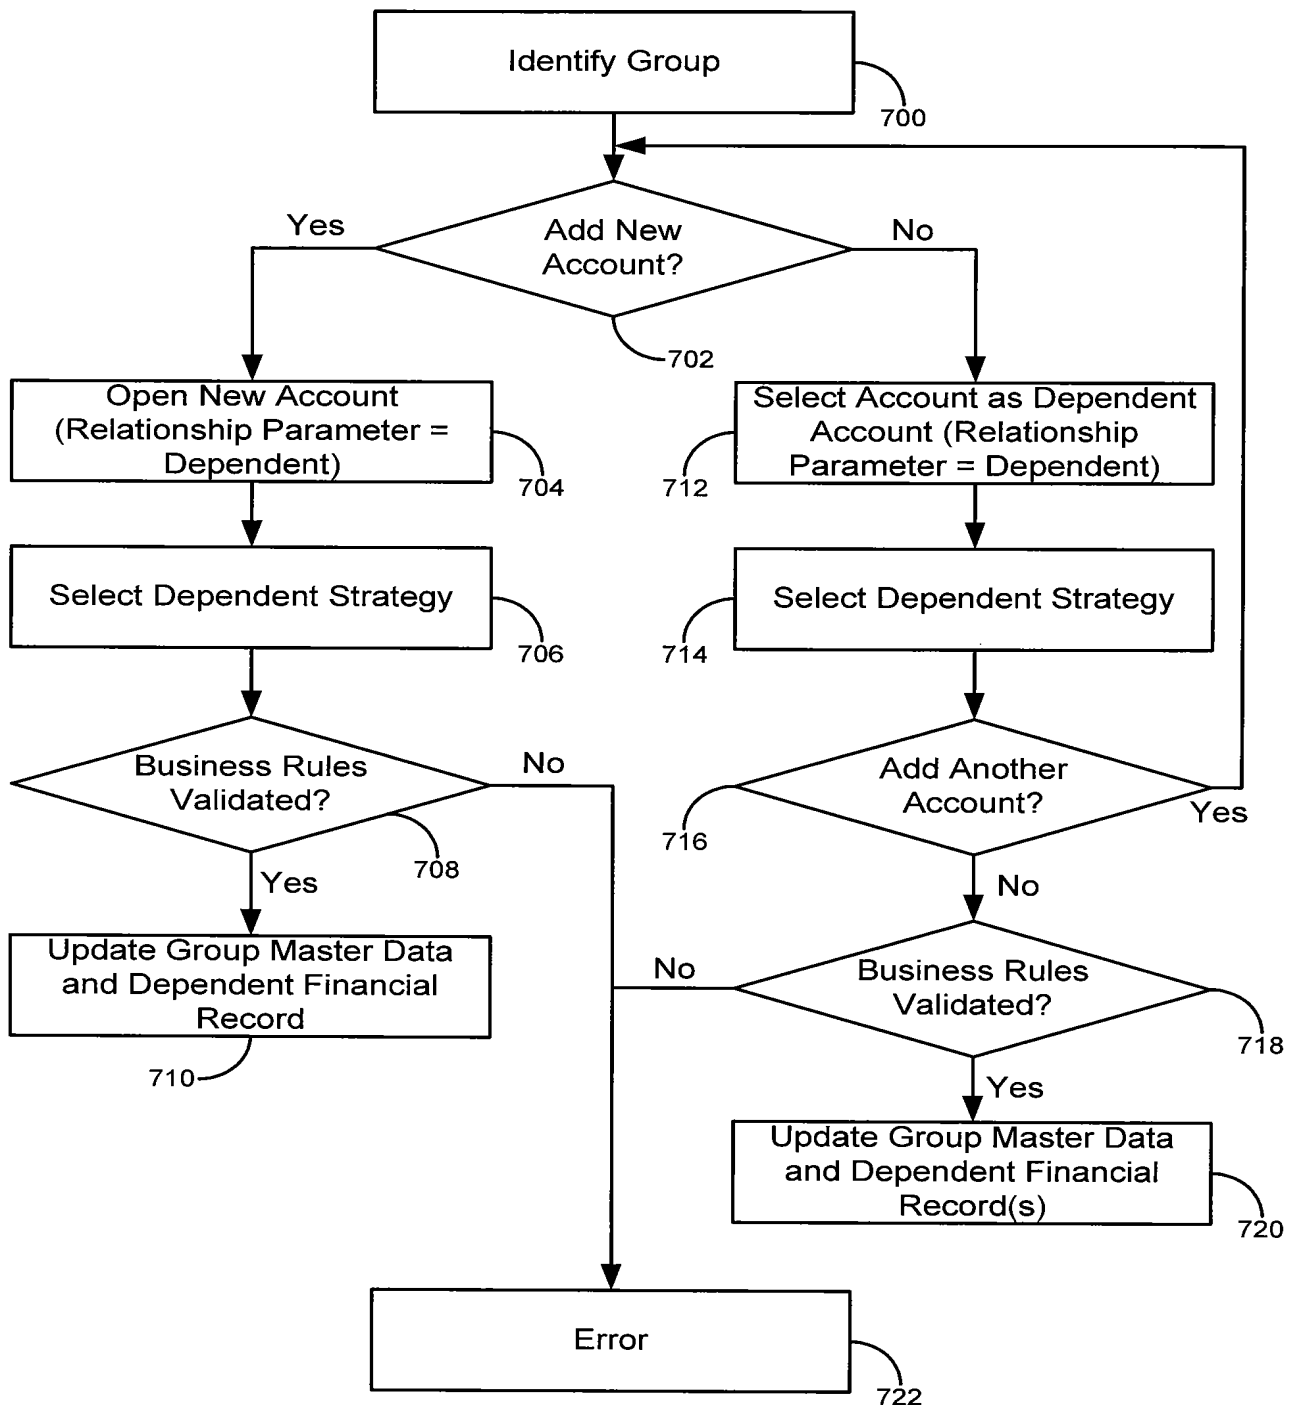 Identify Group
700
Add New
Account?
Yes
No
702
Open New Account
(Relationship Parameter =
Dependent)
704
Select Account as Dependent
Account (Relationship
Parameter = Dependent)
712
Select Dependent Strategy
706
Select Dependent Strategy
714
Business Rules
Validated?
No
708
Yes
Add Another
Account?
716
Yes
No
Update Group Master Data
and Dependent Financial
Record
710
Business Rules
Validated?
No
718
Yes
Update Group Master Data
and Dependent Financial
Record(s)
720
Error
722